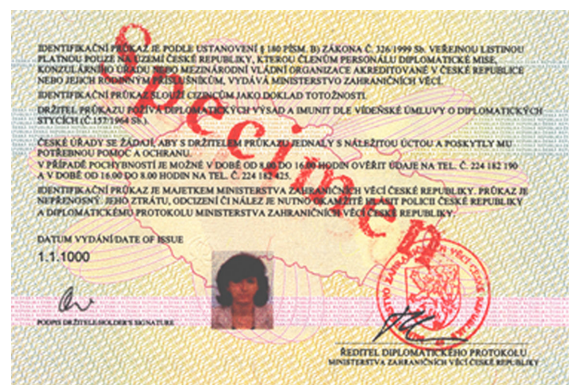 IDENTIFIKAČNÍ PRŮKAZ JE PODLE USTANOVENÍ § 180 PÍSM. B) ZÁKONA Č. 326/1999 Sb. VEŘEJNOU LISTINOU
PLATNOU POUZE NA ÚZEMÍ ČESKÉ REPUBLIKY, KTEROU ČLENŮM PERSONÁLU DIPLOMATICKÉ MISE,
KONZULÁRNÍHO ÚŘADU NEBO MEZINÁRODNÍ VLÁDNÍ ORGANIZACE AKREDITOVANÉ V ČESKÉ REPUBLICE
NEBO JEJICH RODINNÝM PŘÍSLUŠNÍKŮM, VYDÁVÁ MINISTERSTVO ZAHRANIČNÍCH VĚCÍ.
IDENTIFIKAČNÍ PRŮKAZ SLOUŽÍ CIZINCŮM JAKO DOKLAD TOTOŽNOSTI.
DRŽITEL PRŮKAZU POŽÍVÁ DIPLOMATICKÝCH VÝSAD A IMUNIT DLE VÍDEŇSKÉ ÚMLUVY O DIPLOMATICKÝCH
STYCÍCH (Č.157/1964 Sb.).
ČESKÉ ÚŘADY SE ŽÁDAJÍ, ABY S DRŽITELEM PRŮKAZU JEDNALY S NÁLEŽITOU ÚCTOU A POSKYTLY MU
POTŘEBNOU POMOC A OCHRANU.
V PŘÍPADĚ POCHYBNOSTÍ JE MOŽNÉ V DOBĚ OD 8.00 DO 16.00 HODIN OVĚŘIT ÚDAJE NA TEL. Č. 224 182 190
A V DOBĚ OD 16.00 DO 8.00 HODIN NA TEL. Č. 224 182 425.
IDENTIFIKAČNÍ PRŮKAZ JE MAJETKEM MINISTERSTVA ZAHRANIČNÍCH VĚCÍ ČESKÉ REPUBLIKY. PRŮKAZ JE
NEPŘENOSNÝ. JEHO ZTRÁTU, ODCIZENÍ ČI NÁLEZ JE NUTNO OKAMŽITĚ HLÁSIT POLICII ČESKÉ REPUBLIKY
A DIPLOMATICKÉMU PROTOKOLU MINISTERSTVA ZAHRANIČNÍCH VĚCÍ ČESKÉ REPUBLIKY.
Specimen
DATUM VYDÁNÍ/DATE OF ISSUE
1.1.1000
PODPIS DRŽITELE/HOLDER'S SIGNATURE
MINISTERSTVO ZAHRANIČNÍCH VĚCÍ ČESKÉ REPUBLIKY
ŘEDITEL DIPLOMATICKÉHO PROTOKOLU
MINISTERSTVA ZAHRANIČNÍCH VĚCÍ ČESKÉ REPUBLIKY